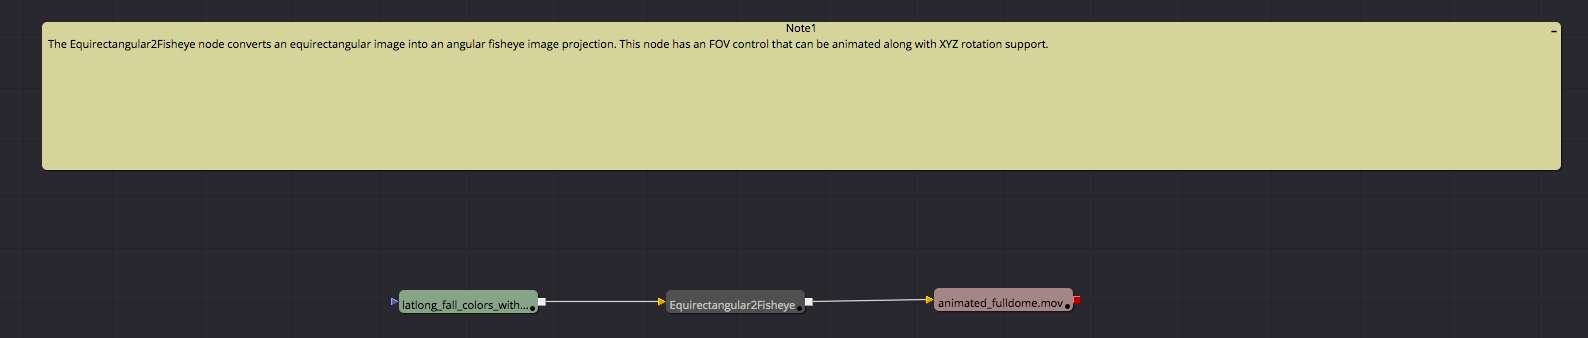 Note1
The Equirectangular2Fisheye node converts an equirectangular image into an angular fisheye image projection. This node has an FOV control that can be animated along with XYZ rotation support.
latlong_fall_colors_with... Equirectangular2Fisheye animated_fulldome.mov